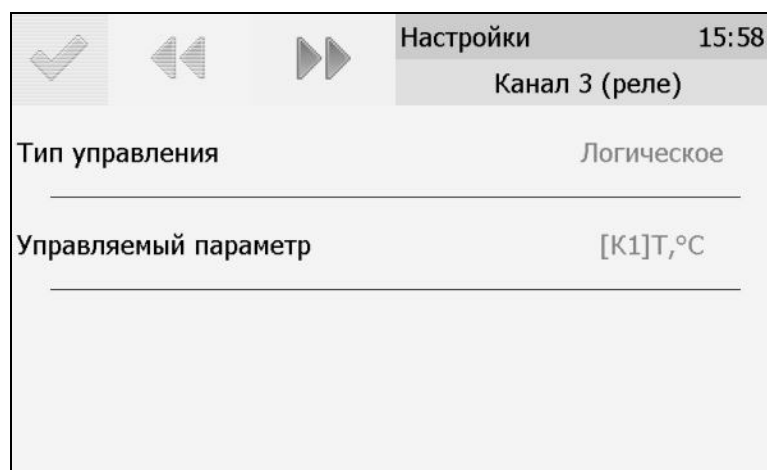 Настройки 15:58
Канал 3 (реле)
Тип управления Логическое
Управляемый параметр [К1]Т,°С